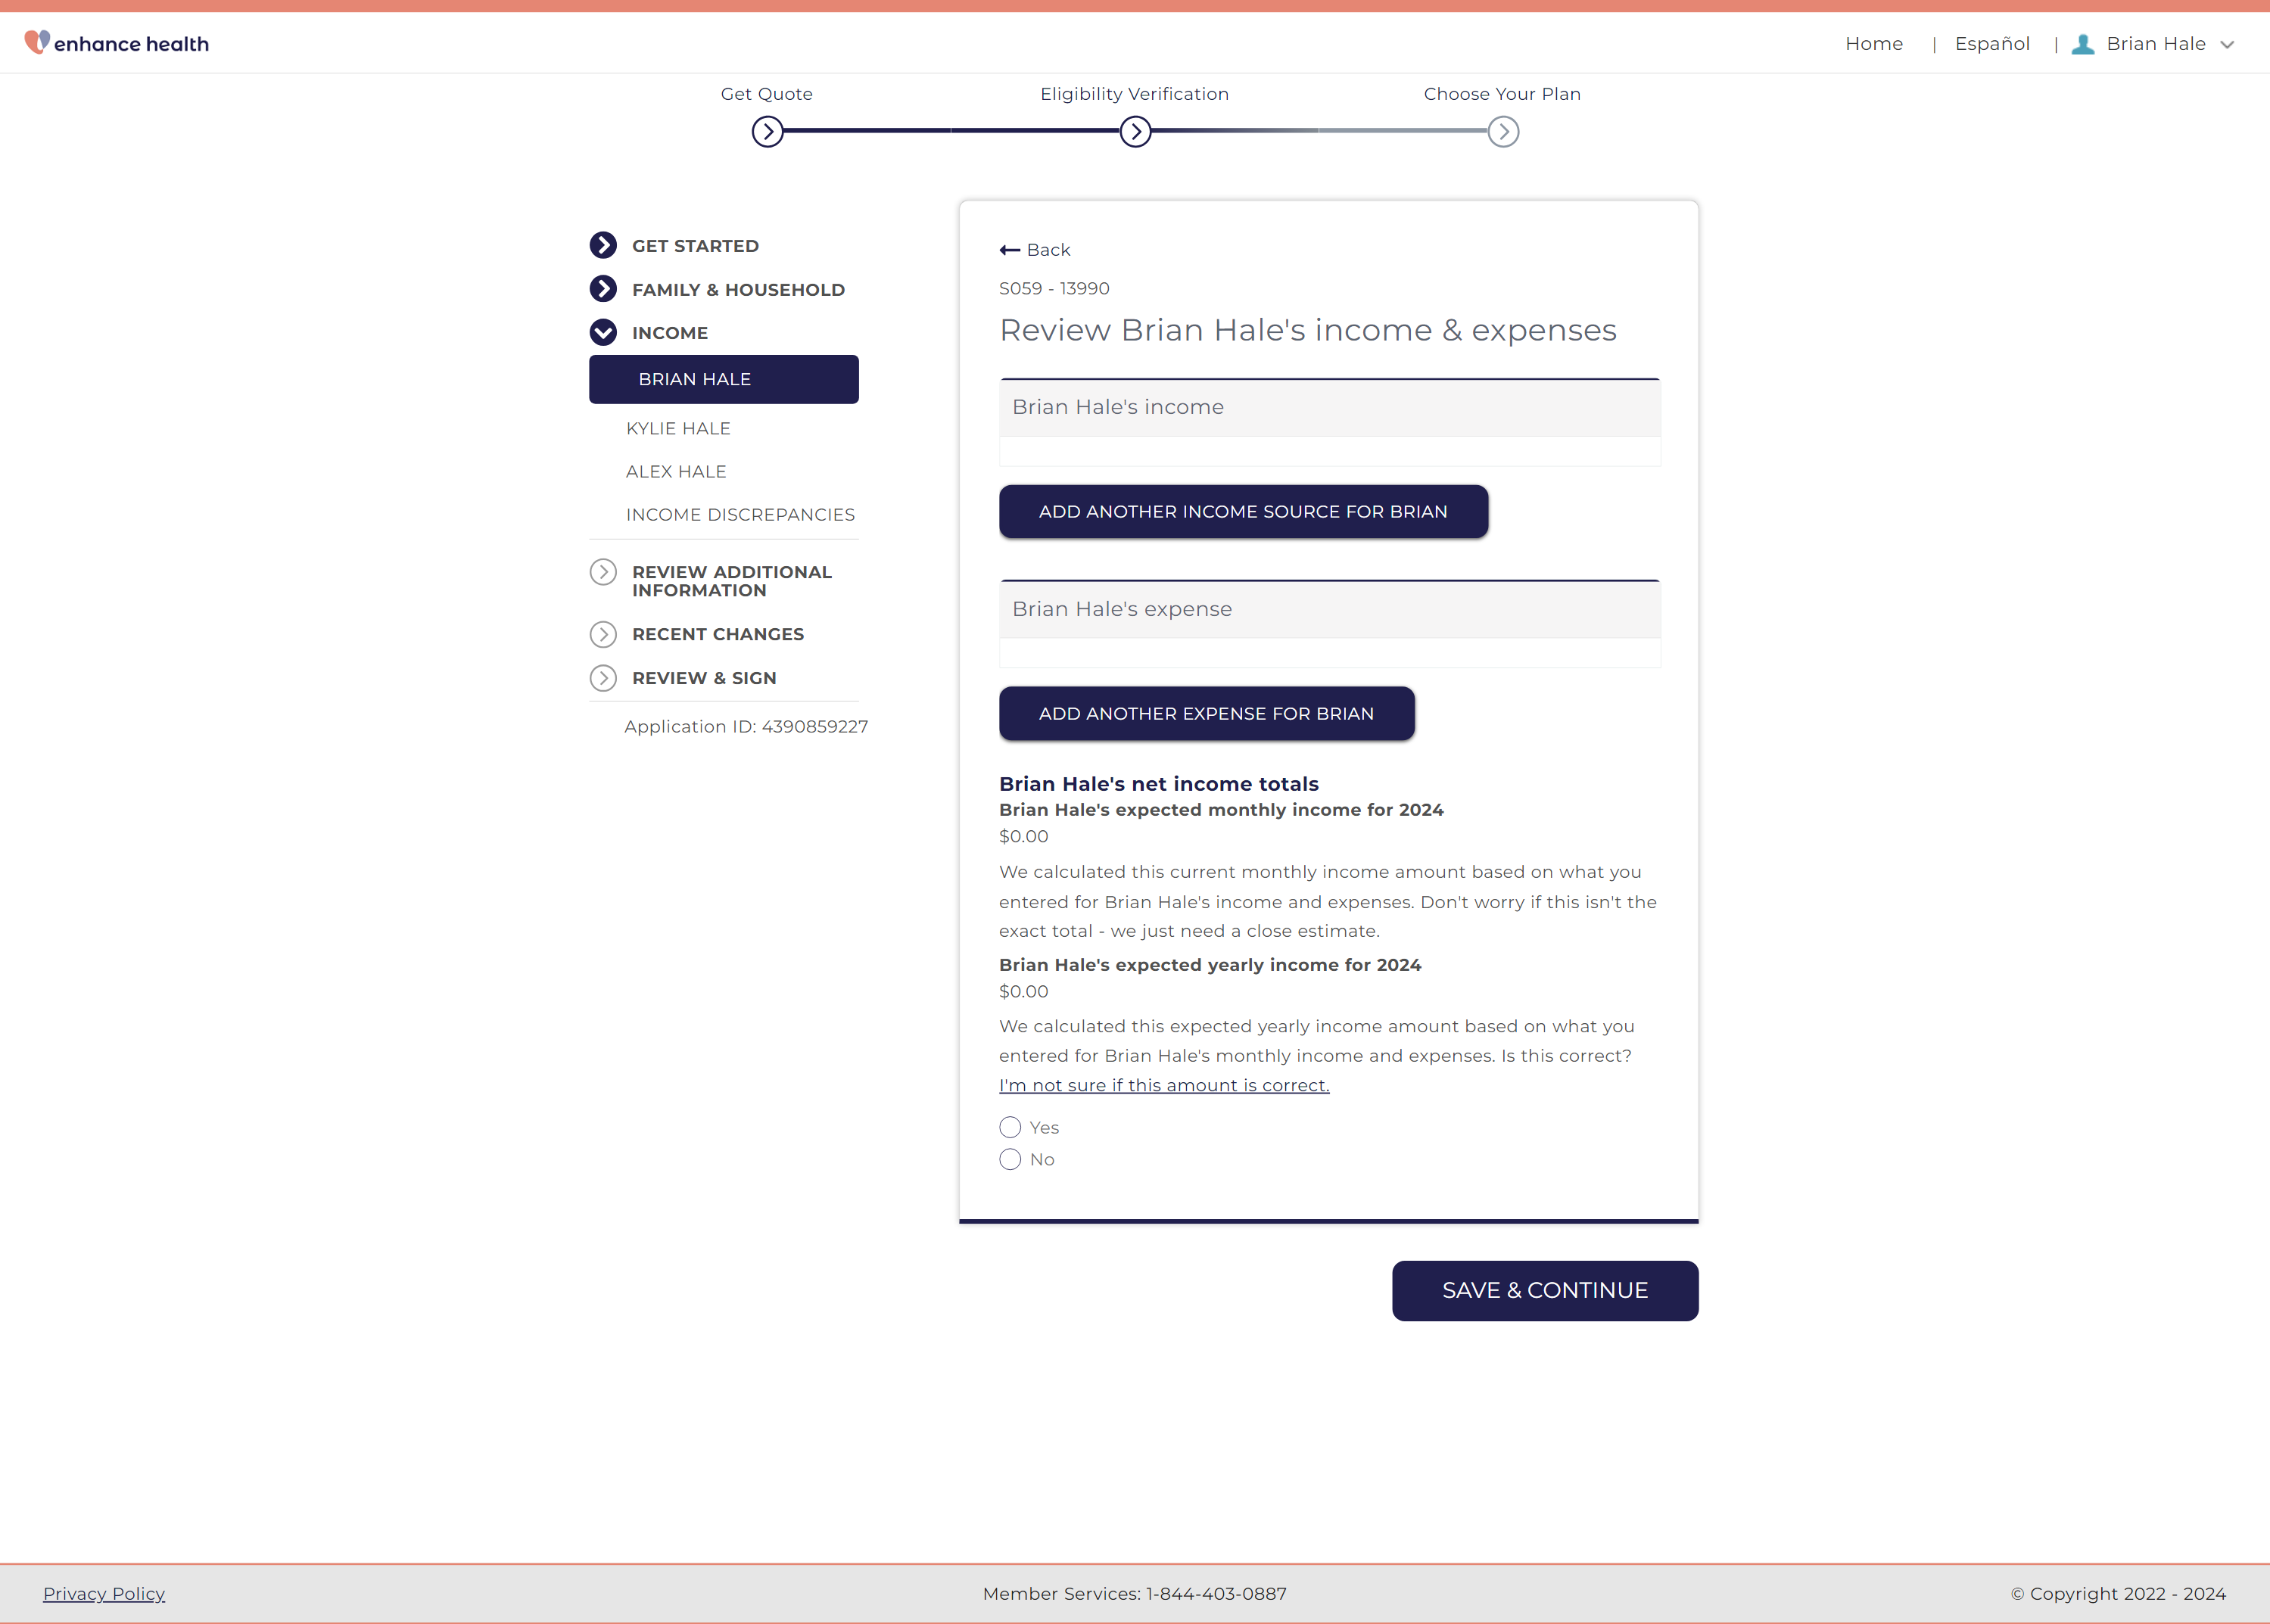 enhance health
Home | Español | Brian Hale
Get Quote
Eligibility Verification
Choose Your Plan
GET STARTED
FAMILY & HOUSEHOLD
INCOME
BRIAN HALE
KYLIE HALE
ALEX HALE
INCOME DISCREPANCIES
REVIEW ADDITIONAL
INFORMATION
RECENT CHANGES
REVIEW & SIGN
Application ID: 4390859227
Back
S059 - 13990
Review Brian Hale's income & expenses
Brian Hale's income
ADD ANOTHER INCOME SOURCE FOR BRIAN
Brian Hale's expense
ADD ANOTHER EXPENSE FOR BRIAN
Brian Hale's net income totals
Brian Hale's expected monthly income for 2024
$0.00
We calculated this current monthly income amount based on what you
entered for Brian Hale's income and expenses. Don't worry if this isn't the
exact total - we just need a close estimate.
Brian Hale's expected yearly income for 2024
$0.00
We calculated this expected yearly income amount based on what you
entered for Brian Hale's monthly income and expenses. Is this correct?
I'm not sure if this amount is correct.
Yes
No
SAVE & CONTINUE
Privacy Policy
Member Services: 1-844-403-0887
© Copyright 2022 - 2024